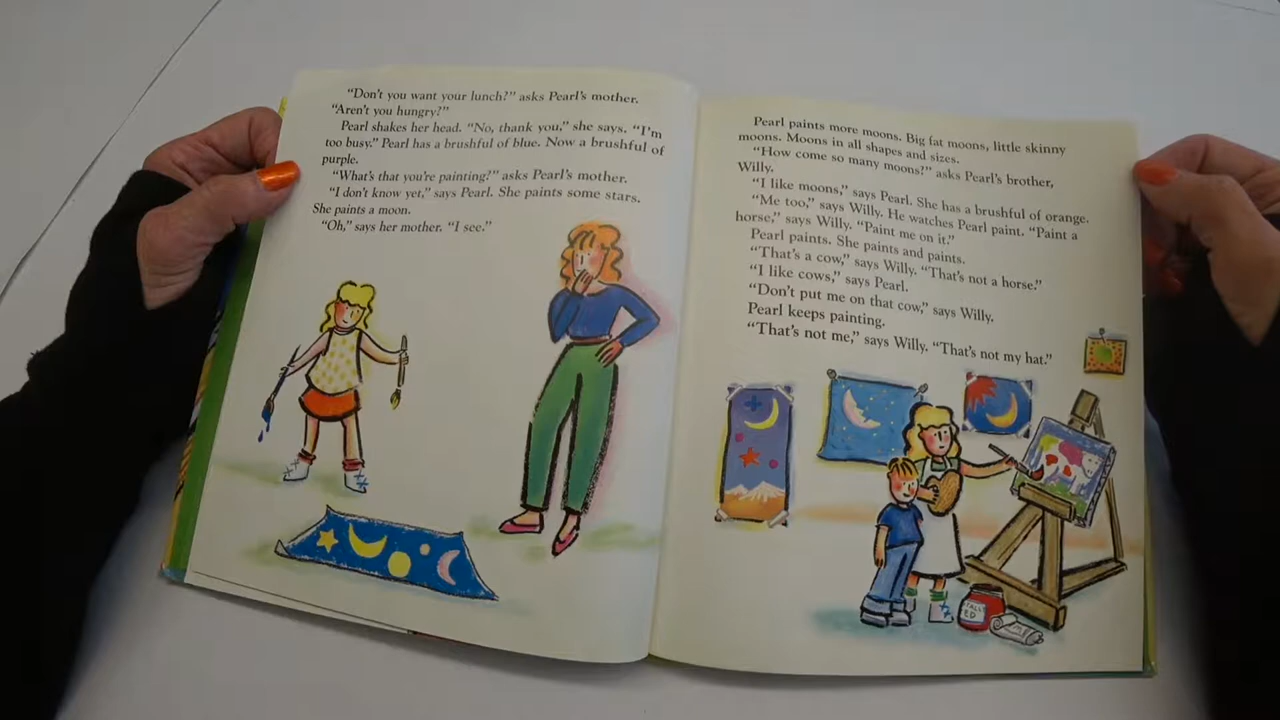 "Don't you want your lunch?" asks Pearl's mother.
"Aren't you hungry?"
Pearl shakes her head. "No, thank you," she says. "I'm
too busy." Pearl has a brushful of blue. Now a brushful of
purple.
"What's that you're painting?" asks Pearl's mother.
"I don't know yet," says Pearl. She paints some stars.
She paints a moon.
"Oh," says her mother. "I see."
Pearl paints more moons. Big fat moons, little skinny
moons. Moons in all shapes and sizes.
"How come so many moons?" asks Pearl's brother,
Willy.
"I like moons," says Pearl. She has a brushful of orange.
"Me too," says Willy. He watches Pearl paint. "Paint a
horse," says Willy. "Paint me on it."
Pearl paints. She paints and paints.
"That's a cow," says Willy. "That's not a horse."
"I like cows," says Pearl.
"Don't put me on that cow," says Willy.
Pearl keeps painting.
"That's not me," says Willy. "That's not my hat."